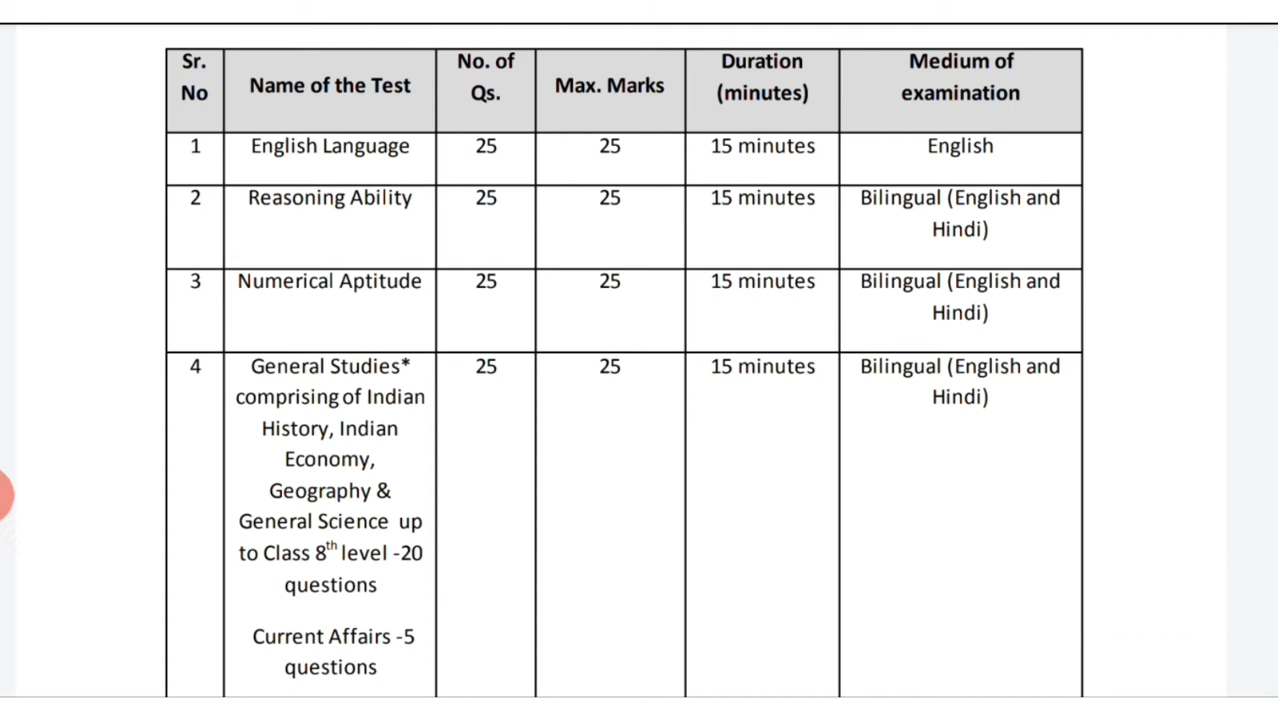 Sr. No
Name of the Test
No. of Qs.
Max. Marks
Duration (minutes)
Medium of examination
1
English Language
25
25
15 minutes
English
2
Reasoning Ability
25
25
15 minutes
Bilingual (English and
Hindi)
3
Numerical Aptitude
25
25
15 minutes
Bilingual (English and
Hindi)
4
General Studies*
comprising of Indian
History, Indian
Economy,
Geography &
General Science up
to Class 8th level -20
questions
Current Affairs -5
questions
25
25
15 minutes
Bilingual (English and
Hindi)